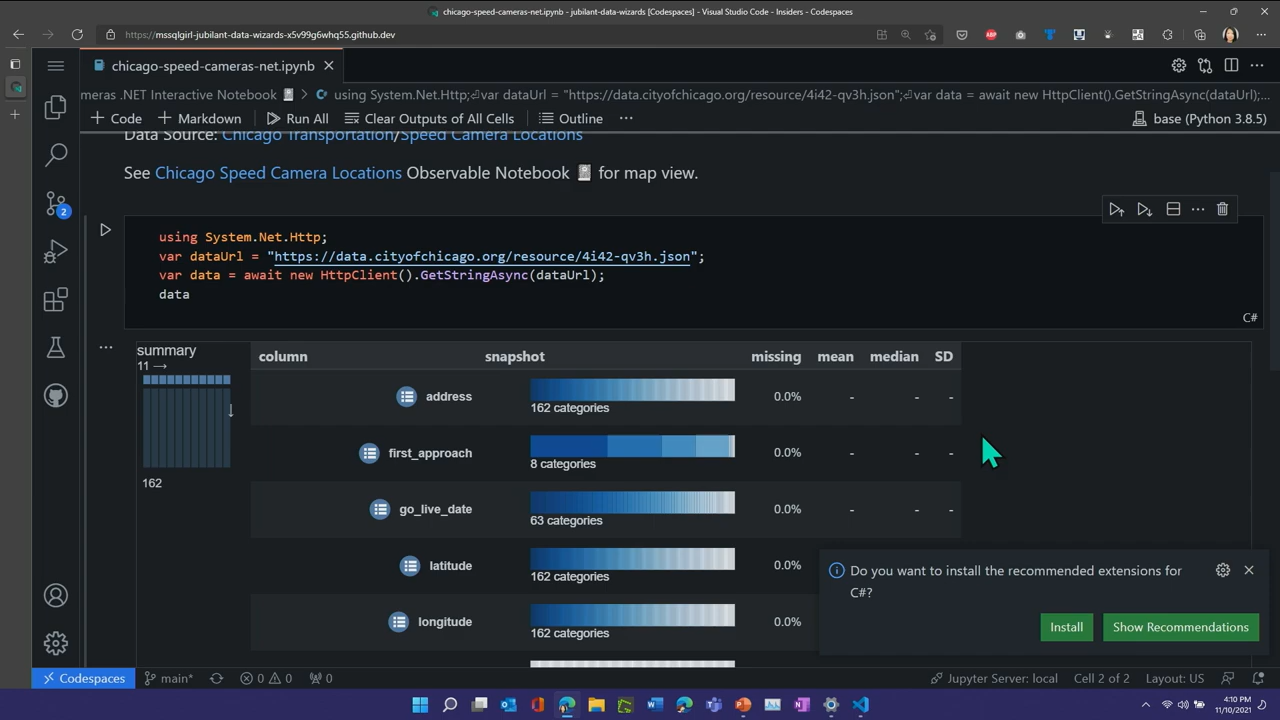 chicago-speed-cameras-net.ipynb - jubilant-data-wizards [Codespaces] - Visual Studio Code - Insiders - Codespaces
https://mssqlgirl-jubilant-data-wizards-x5v99g6whq55.github.dev
chicago-speed-cameras-net.ipynb
ameras .NET Interactive Notebook > using System.Net.Http;↵var dataUrl = "https://data.cityofchicago.org/resource/4i42-qv3h.json";↵var data = await new HttpClient().GetStringAsync(dataUrl);...
+ Code + Markdown Run All Clear Outputs of All Cells Outline ... base (Python 3.8.5)
Data Source: Chicago Transportation/Speed Camera Locations
See Chicago Speed Camera Locations Observable Notebook for map view.
using System.Net.Http;
var dataUrl = "https://data.cityofchicago.org/resource/4i42-qv3h.json";
var data = await new HttpClient().GetStringAsync(dataUrl);
data
C#
summary
11 →
162
column snapshot missing mean median SD
address 162 categories 0.0% - - -
first_approach 8 categories 0.0% - - -
go_live_date 63 categories 0.0% - - -
latitude 162 categories 0.0%
longitude 162 categories 0.0%
Do you want to install the recommended extensions for
C#?
Install Show Recommendations
2
Codespaces main* 0 0 0 Jupyter Server: local Cell 2 of 2 Layout: US
4:10 PM
11/10/2021